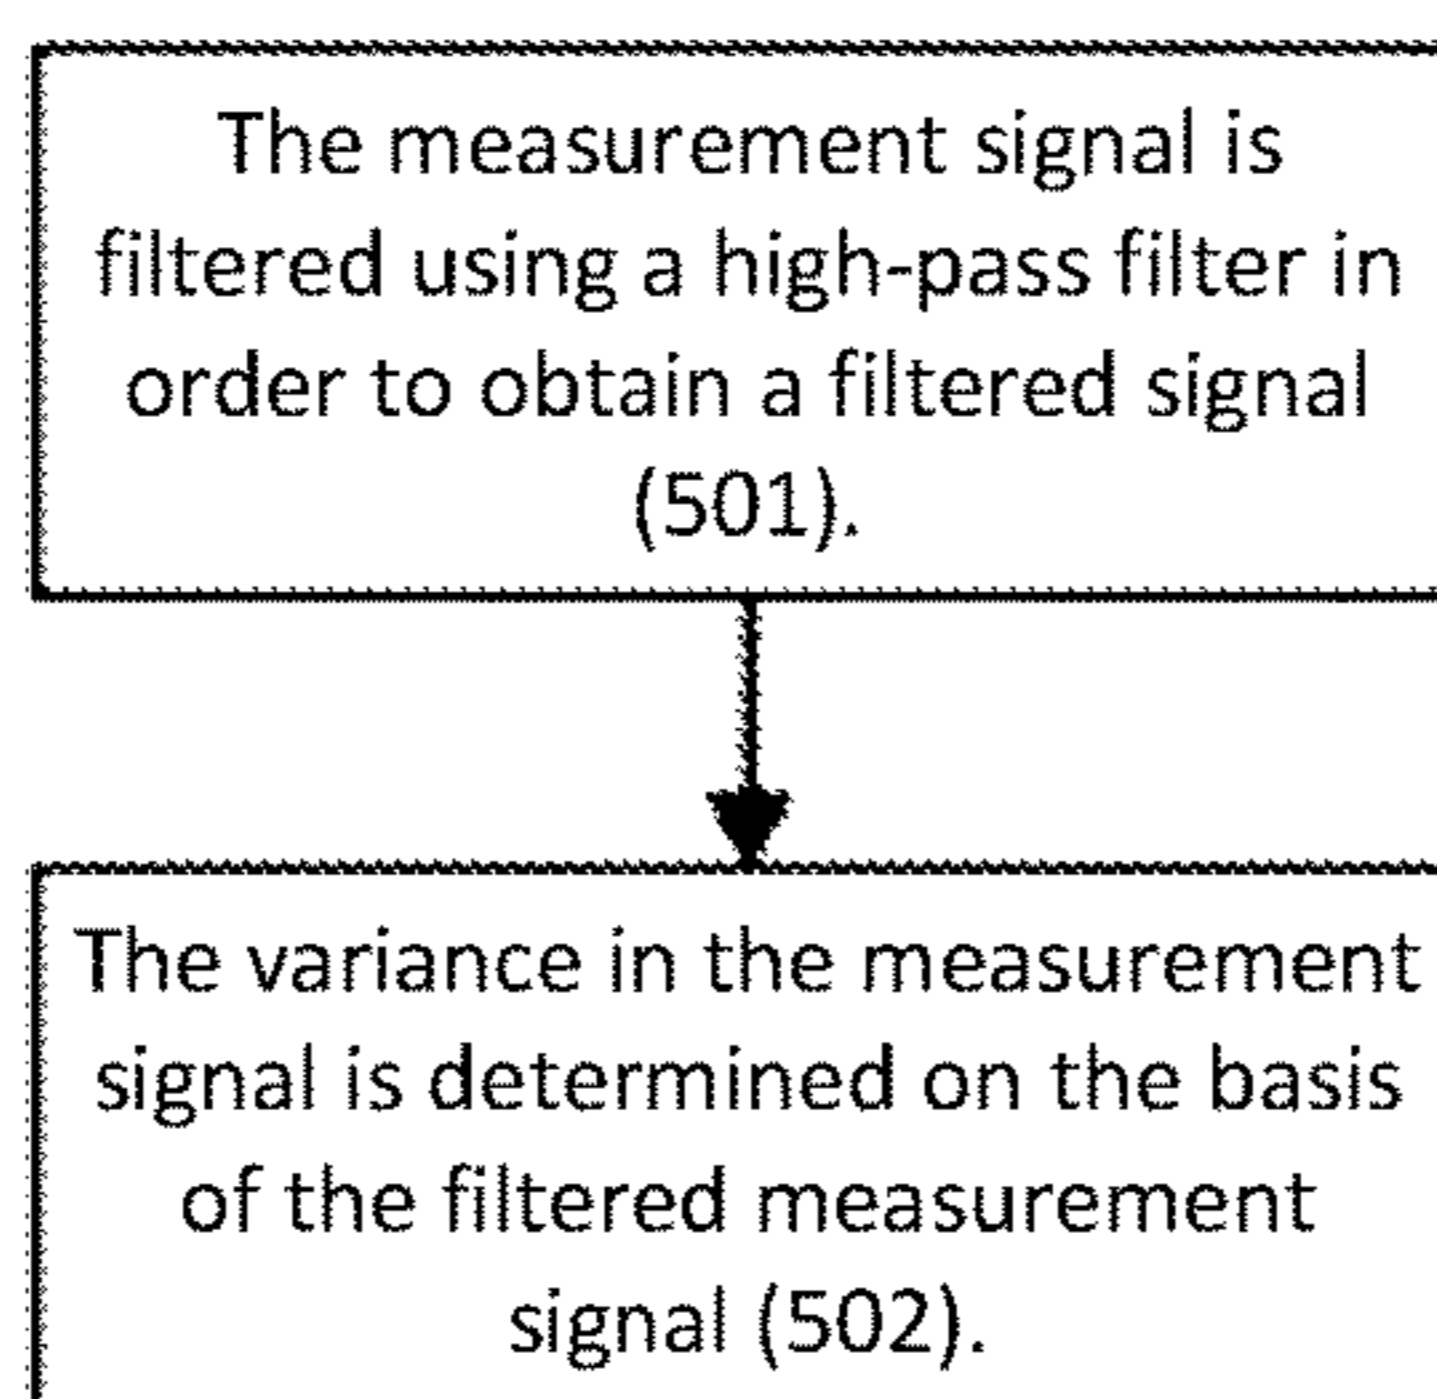 The measurement signal is
filtered using a high-pass filter in
order to obtain a filtered signal
(501).
The variance in the measurement
signal is determined on the basis
of the filtered measurement
signal (502).